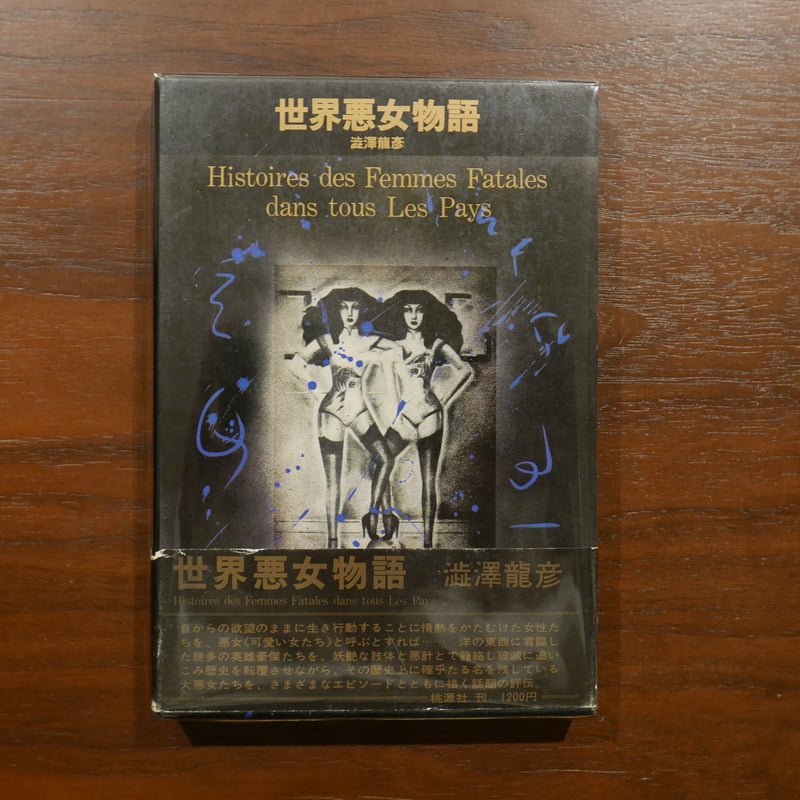 世界悪女物語
澁澤龍彦
Histoires des Femmes Fatales
dans tous Les Pays
世界悪女物語 澁澤龍彦
Histoires des Femmes Fatales dans tous Les Pays
自からの欲望のままに生き行動することに情熱をかたむけた女性た
ちを、悪女(可愛い女たち)と呼ぶとすれば…… 洋の東西に君臨し
た幾多の英雄豪傑たちを、妖艶な肢体と悪計とで籠絡し破滅に追い
こみ歴史を転覆させながら、その歴史上に確乎たる名を残している
大悪女たちを、さまざまなエピソードとともに描く話題の評伝。
桃源社 刊 1200円